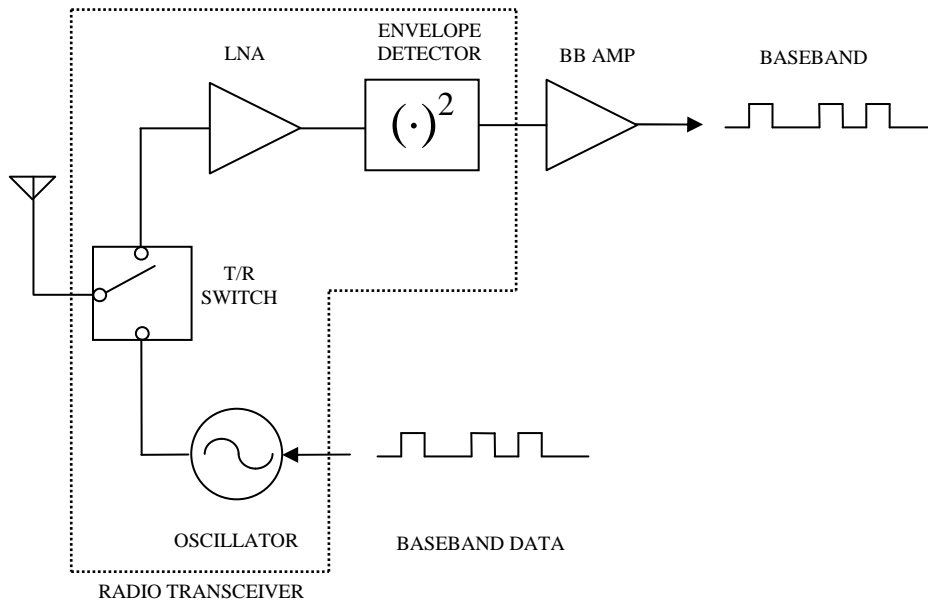 ENVELOPE
DETECTOR
LNA
BB AMP
BASEBAND
(·)²
T/R
SWITCH
OSCILLATOR
BASEBAND DATA
RADIO TRANSCEIVER